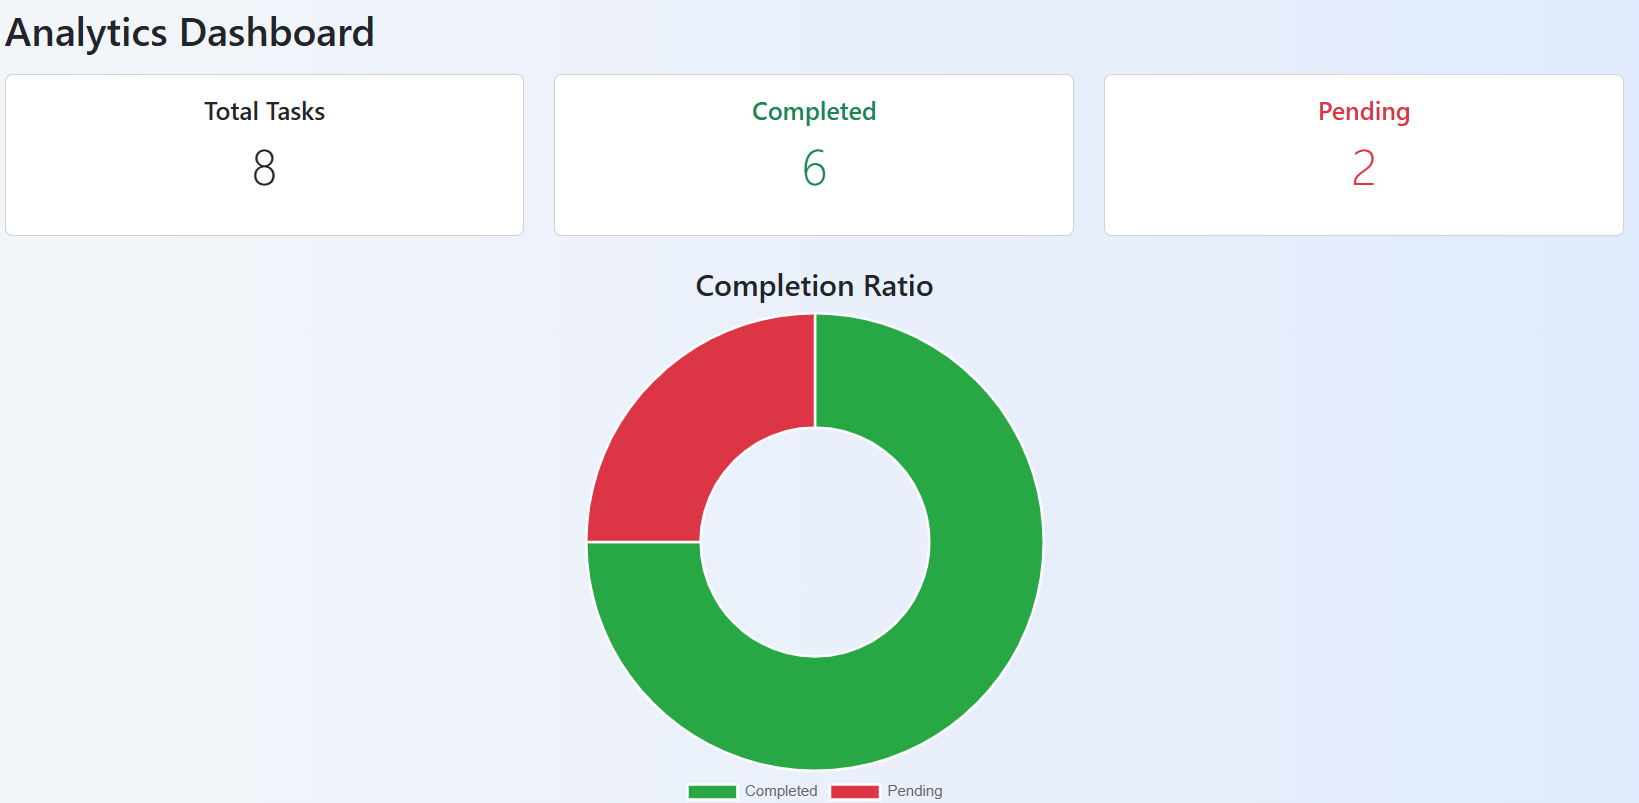 Analytics Dashboard
Total Tasks
8
Completed
6
Pending
2
Completion Ratio
Completed Pending